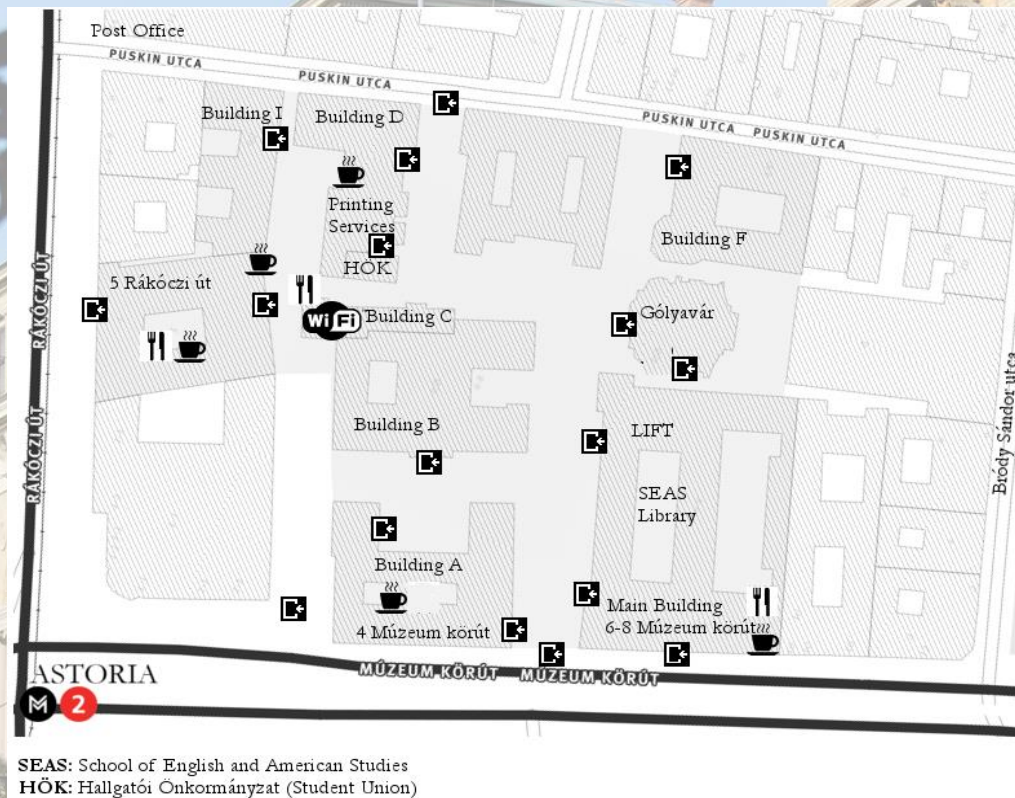 Post Office
PUSKIN UTCA
PUSKIN UTCA
PUSKIN UTCA
PUSKIN UTCA
Building I
Building D
Printing
Services
HÖK
Building F
RÁKÓCZI ÚT
5 Rákóczi út
WiFi
Building C
Gólyavár
RÁKÓCZI ÚT
Building B
LIFT
Bródy Sándor utca
SEAS
Library
Building A
4 Múzeum körút
Main Building
6-8 Múzeum körút
ASTORIA
MÚZEUM KÖRÚT
MÚZEUM KÖRÚT
M 2
SEAS: School of English and American Studies
HÖK: Hallgatói Önkormányzat (Student Union)